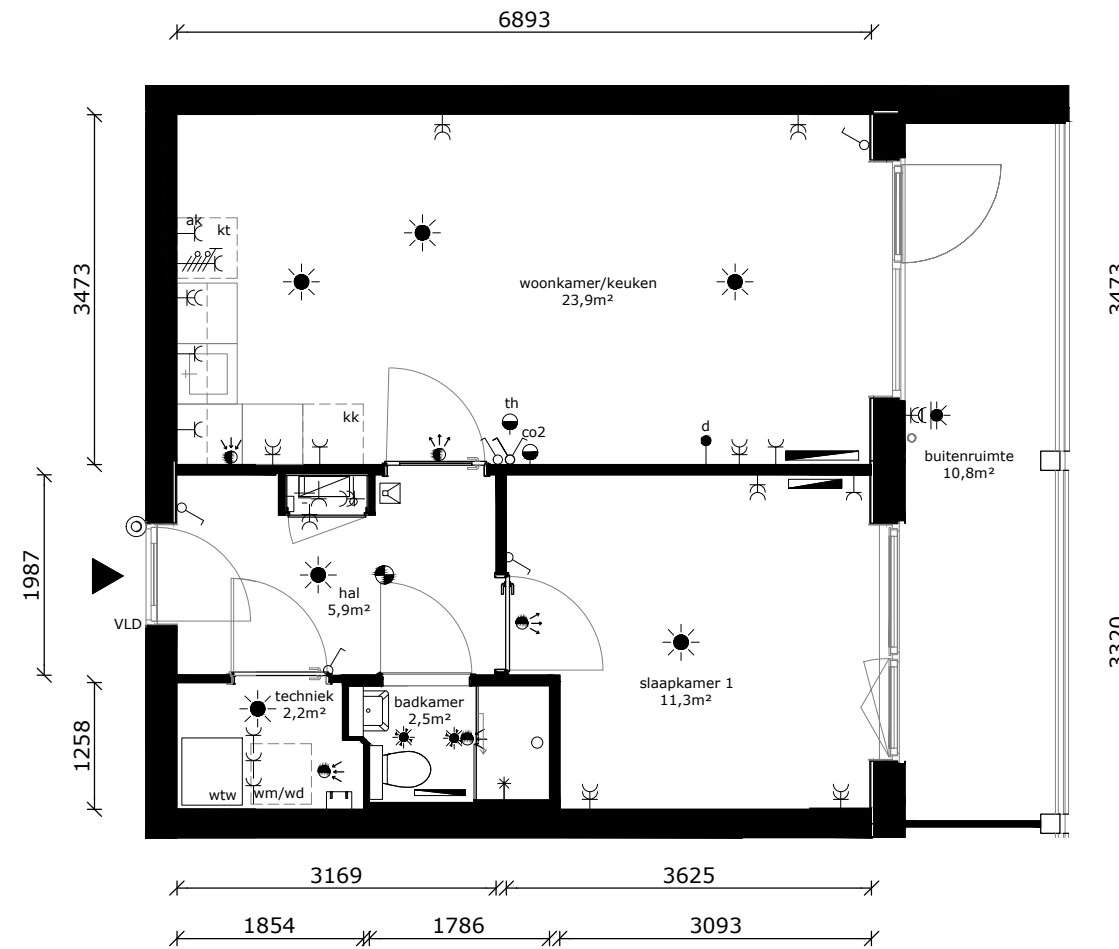 6893
3473
ak
kt
woonkamer/keuken
23,9m²
3473
kk
th
co2
d
buitenruimte
10,8m²
1987
hal
5,9m²
VLD
3320
slaapkamer 1
11,3m²
techniek
2,2m²
badkamer
2,5m²
1258
wtw
wm/wd
3169
3625
1854
1786
3093